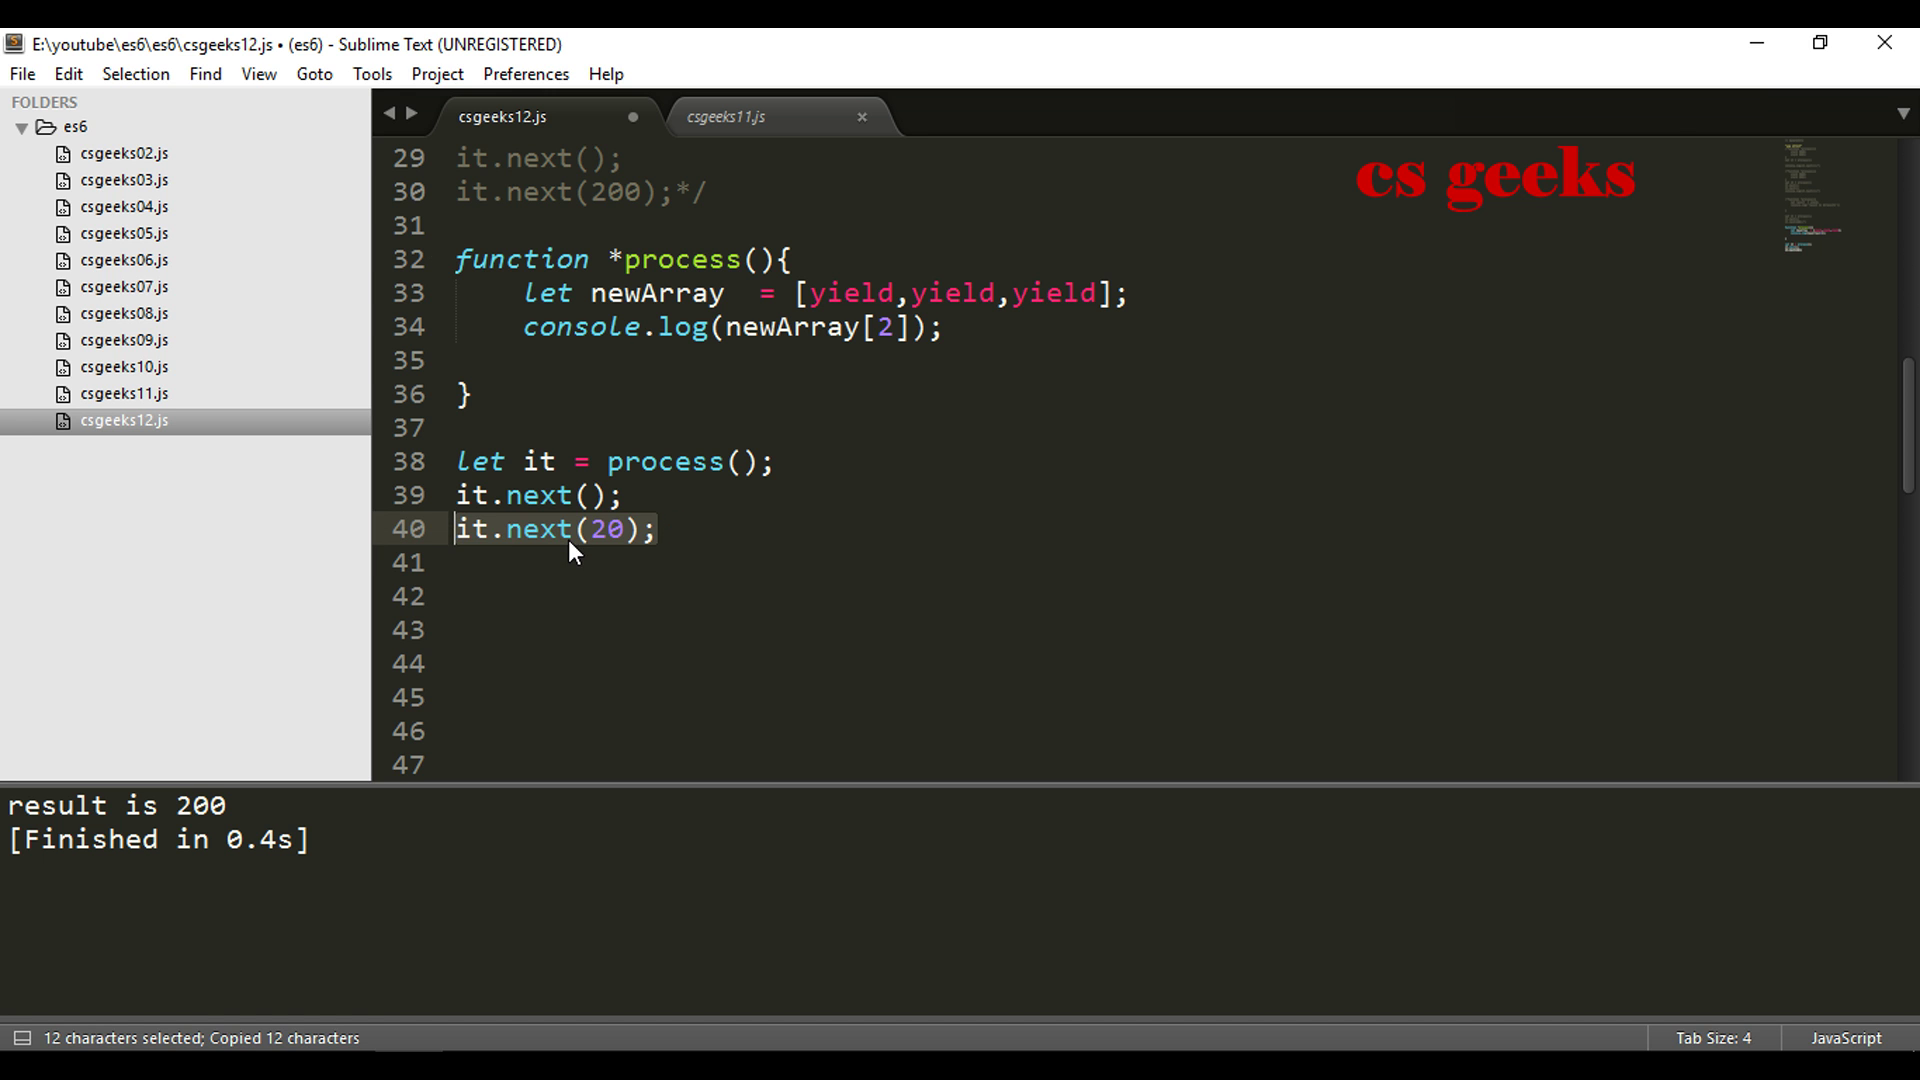 E:\youtube\es6\es6\csgeeks12.js • (es6) - Sublime Text (UNREGISTERED)
File Edit Selection Find View Goto Tools Project Preferences Help
FOLDERS
es6
csgeeks02.js
csgeeks03.js
csgeeks04.js
csgeeks05.js
csgeeks06.js
csgeeks07.js
csgeeks08.js
csgeeks09.js
csgeeks10.js
csgeeks11.js
csgeeks12.js
csgeeks12.js csgeeks11.js
cs geeks
29 it.next();
30 it.next(200);*/
31
32 function *process(){
33 let newArray  = [yield,yield,yield];
34 console.log(newArray[2]);
35
36 }
37
38 let it = process();
39 it.next();
40 it.next(20);
41
42
43
44
45
46
47
result is 200
[Finished in 0.4s]
12 characters selected; Copied 12 characters Tab Size: 4 JavaScript